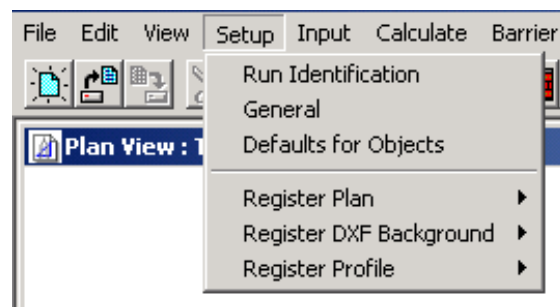 File Edit View Setup Input Calculate Barrier
Run Identification
General
Defaults for Objects
Plan View :
Register Plan
Register DXF Background
Register Profile